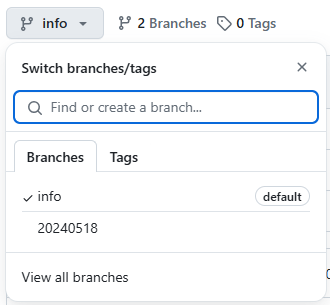 info 2 Branches 0 Tags
Switch branches/tags
Find or create a branch...
Branches Tags
info default
20240518
View all branches